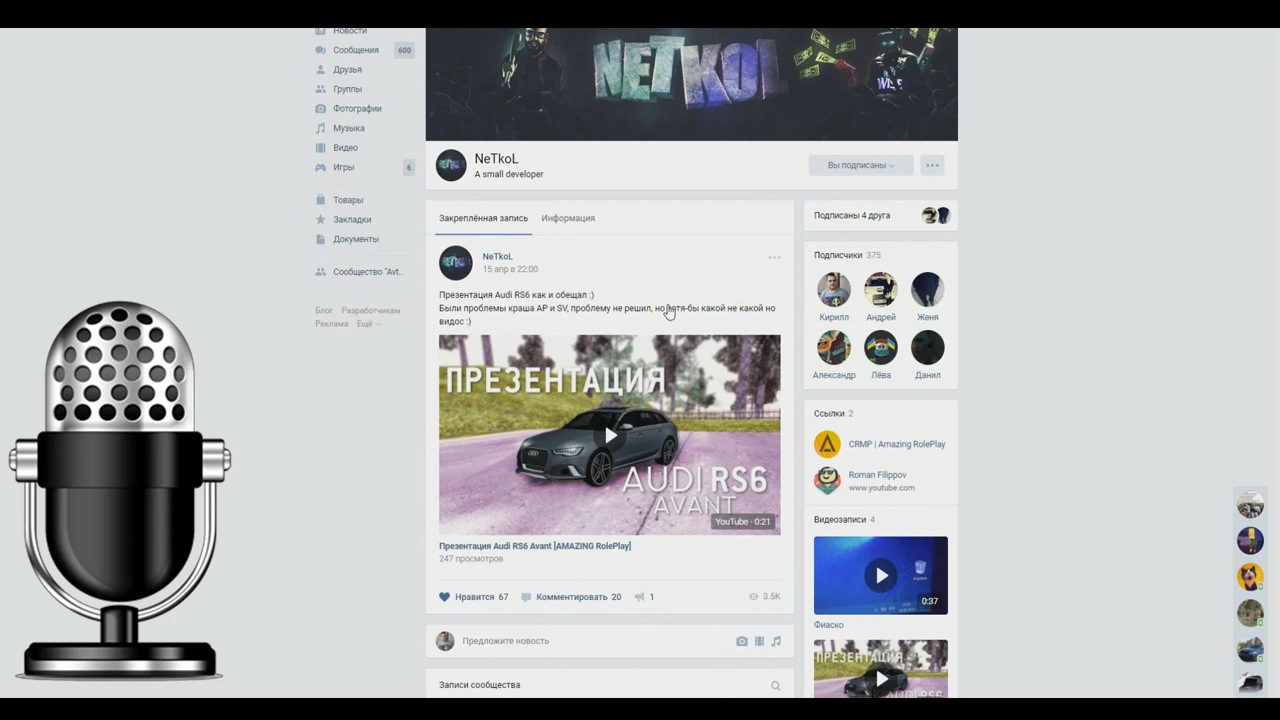 Новости
Сообщения 600
Друзья
Группы
Фотографии
Музыка
Видео
Игры 6
Товары
Закладки
Документы
Сообщество "Avt..
Блог Разработчикам
Реклама Ещё
NETKOL
NeTkoL
A small developer
Вы подписаны
Закреплённая запись Информация
NeTkoL
15 апр в 22:00
Презентация Audi RS6 как и обещал :)
Были проблемы краша AP и SV, проблему не решил, но хотя-бы какой не какой но
видос :)
ПРЕЗЕНТАЦИЯ
AUDI RS6
AVANT
YouTube · 0:21
Презентация Audi RS6 Avant [AMAZING RolePlay]
247 просмотров
Нравится 67 Комментировать 20 1 3.5K
Предложите новость
Записи сообщества
Подписаны 4 друга
Подписчики 375
Кирилл Андрей Женя
Александр Лёва Данил
Ссылки 2
CRMP | Amazing RolePlay
Roman Filippov
www.youtube.com
Видеозаписи 4
0:37
Фиаско
ПРЕЗЕНТАЦИЯ